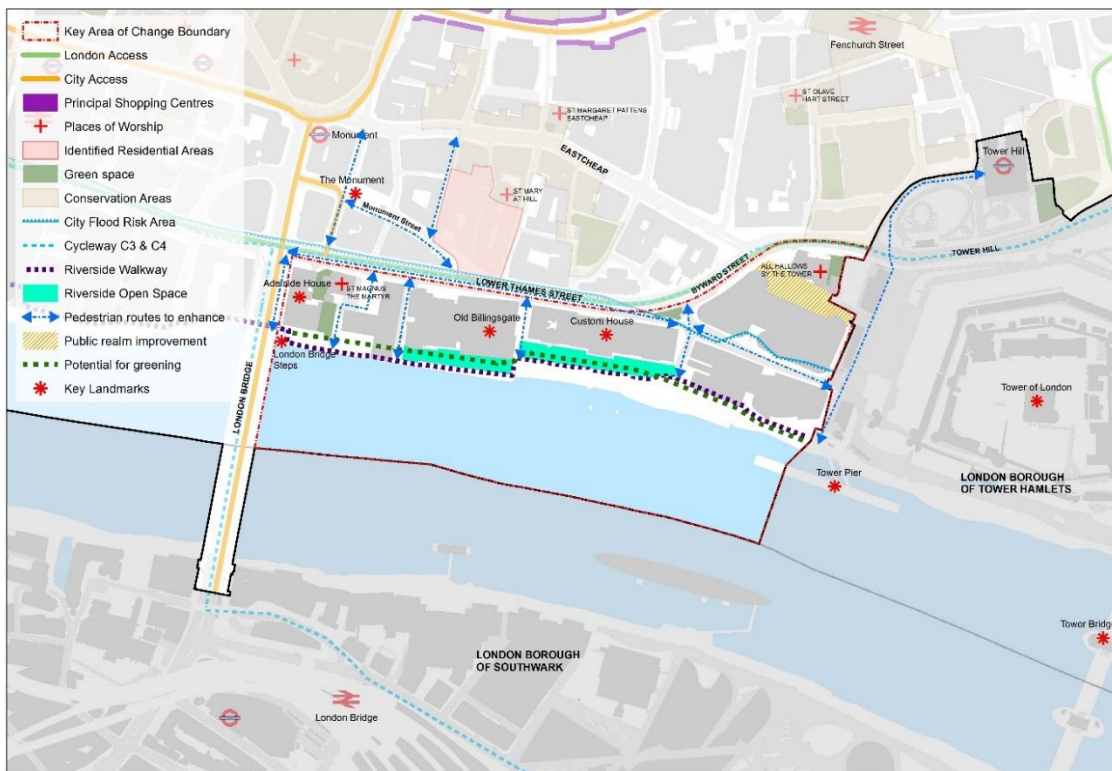 Key Area of Change Boundary
London Access
City Access
Principal Shopping Centres
Places of Worship
Identified Residential Areas
Green space
Conservation Areas
City Flood Risk Area
Cycleway C3 & C4
Riverside Walkway
Riverside Open Space
Pedestrian routes to enhance
Public realm improvement
Potential for greening
Key Landmarks
Fenchurch Street
ST OLAVE
HART STREET
ST MARGARET PATTENS
EASTCHEAP
Monument
EASTCHEAP
Tower Hill
The Monument
ST MARY
AT HILL
Monument Street
TOWER HILL
BYWARD STREET
ALL HALLOWS
BY THE TOWER
LOWER THAMES STREET
Adelaide House
ST MAGNUS
THE MARTYR
Old Billingsgate
Custom House
London Bridge
Steps
LONDON BRIDGE
Tower of London
Tower Pier
LONDON BOROUGH
OF TOWER HAMLETS
Tower Bridge
LONDON BOROUGH
OF SOUTHWARK
London Bridge